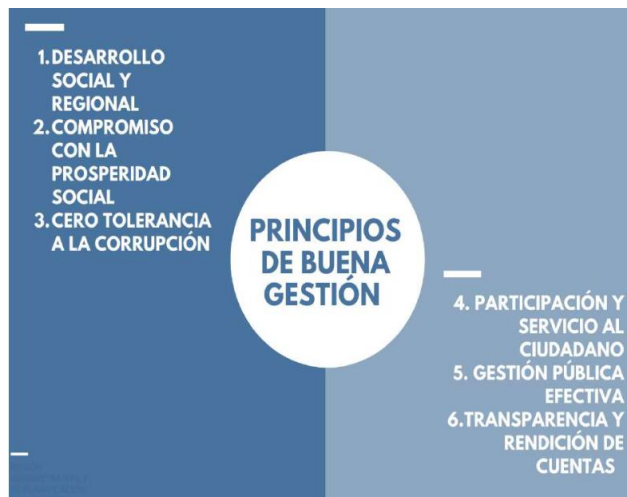 1. DESARROLLO
SOCIAL Y
REGIONAL
2. COMPROMISO
CON LA
PROSPERIDAD
SOCIAL
3. CERO TOLERANCIA
A LA CORRUPCIÓN
PRINCIPIOS
DE BUENA
GESTIÓN
4. PARTICIPACIÓN Y
SERVICIO AL
CIUDADANO
5. GESTIÓN PÚBLICA
EFECTIVA
6.TRANSPARENCIA Y
RENDICIÓN DE
CUENTAS